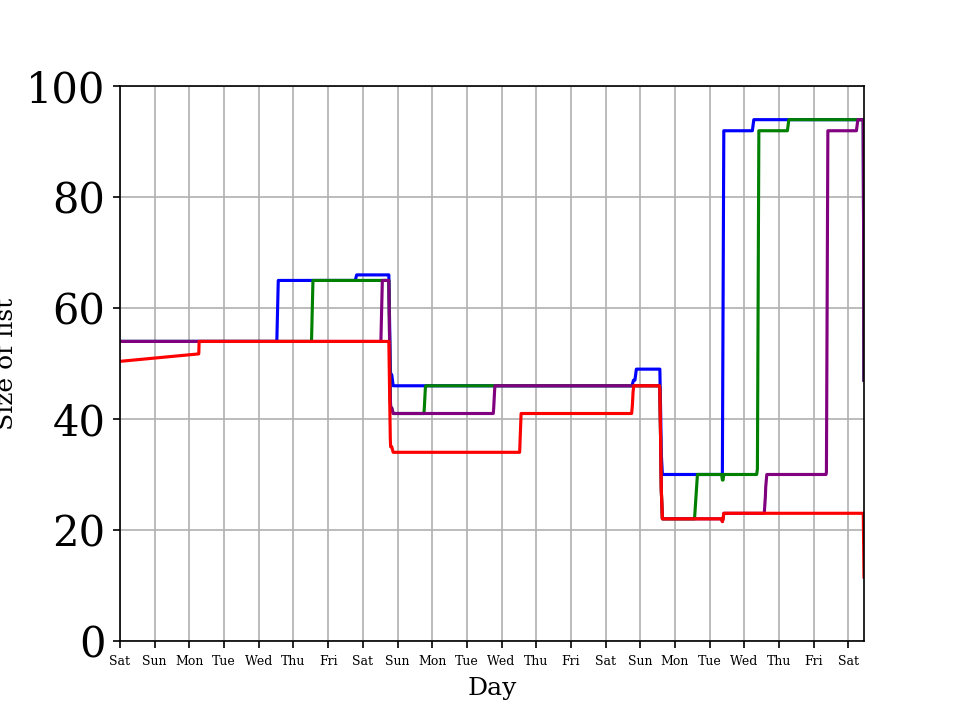 100
80
60
40
20
0
Size of list
Sat Sun Mon Tue Wed Thu Fri Sat Sun Mon Tue Wed Thu Fri Sat Sun Mon Tue Wed Thu Fri Sat
Day